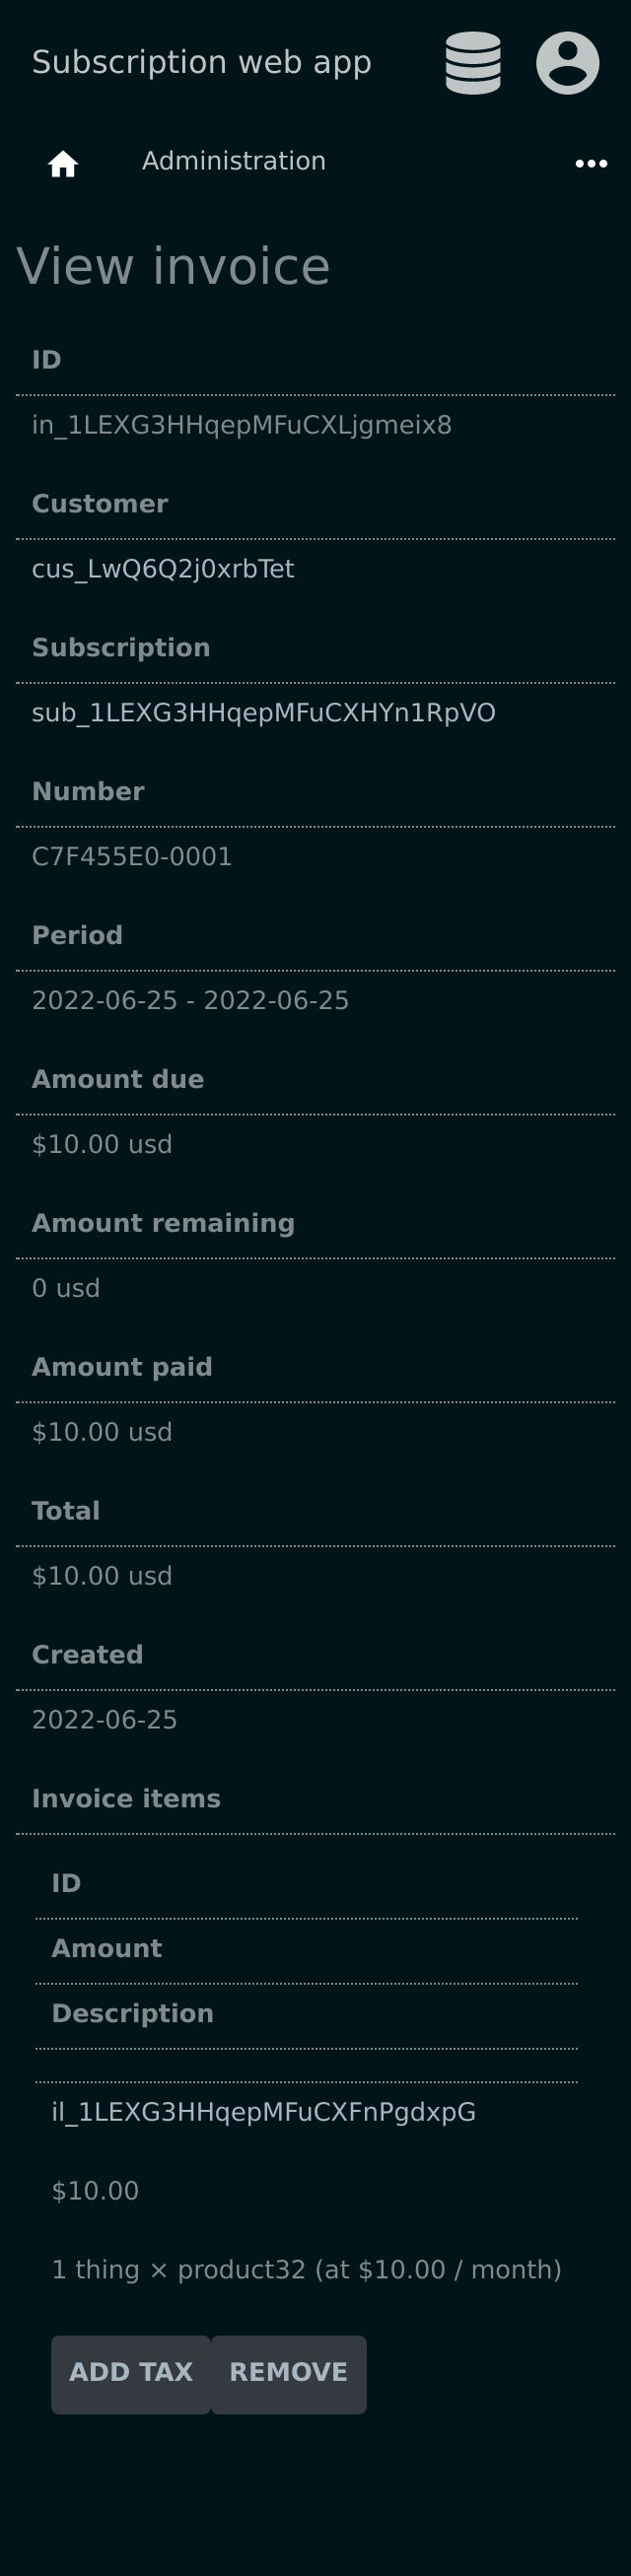 Subscription web app
Administration
View invoice
ID
in_1LEXG3HHqepMFuCXLjgmeix8
Customer
cus_LwQ6Q2j0xrbTet
Subscription
sub_1LEXG3HHqepMFuCXHYn1RpVO
Number
C7F455E0-0001
Period
2022-06-25 - 2022-06-25
Amount due
$10.00 usd
Amount remaining
0 usd
Amount paid
$10.00 usd
Total
$10.00 usd
Created
2022-06-25
Invoice items
ID
Amount
Description
il_1LEXG3HHqepMFuCXFnPgdxpG
$10.00
1 thing × product32 (at $10.00 / month)
ADD TAX REMOVE